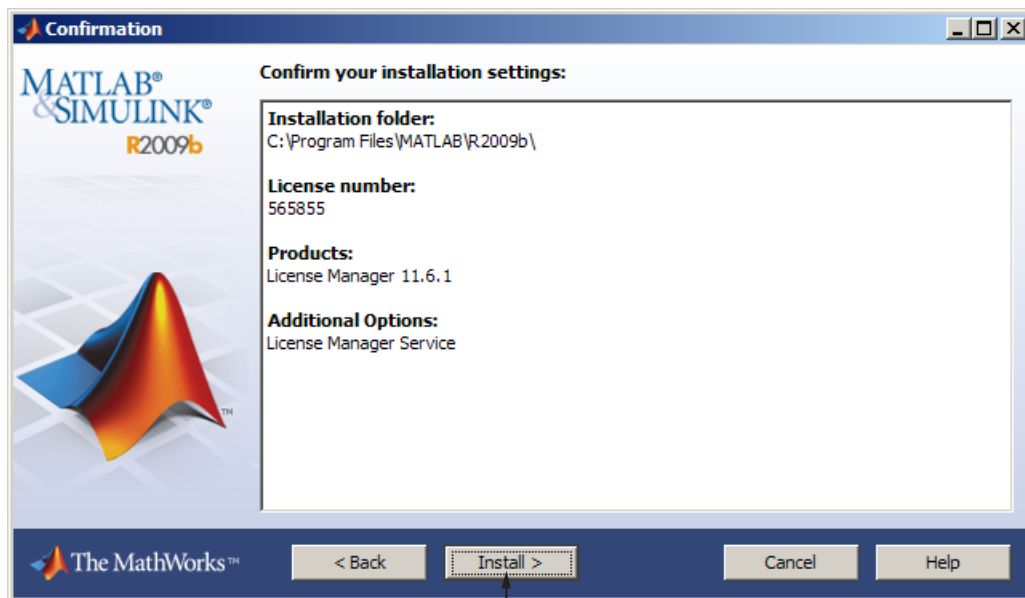 Confirmation
MATLAB®
&SIMULINK®
R2009b
Confirm your installation settings:
Installation folder:
C:\Program Files\MATLAB\R2009b\
License number:
565855
Products:
License Manager 11.6.1
Additional Options:
License Manager Service
TM
The MathWorks™
< Back
Install >
Cancel
Help